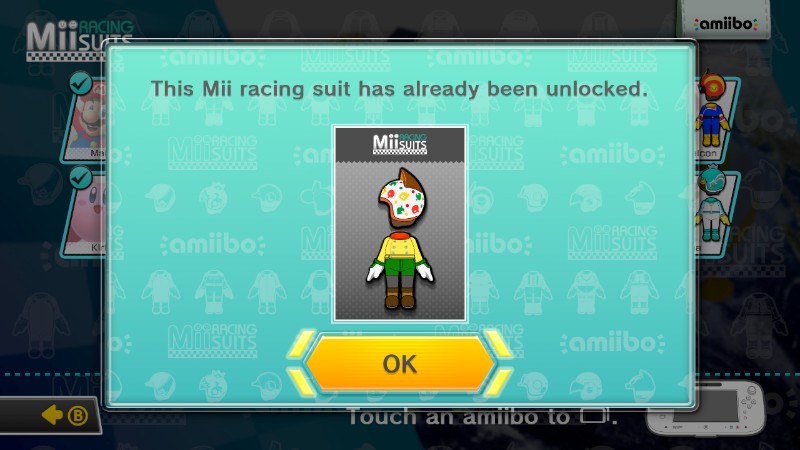 Mii RACING SUITS
amiibo
This Mii racing suit has already been unlocked.
Mii RACING SUITS
OK
B
Touch an amiibo to